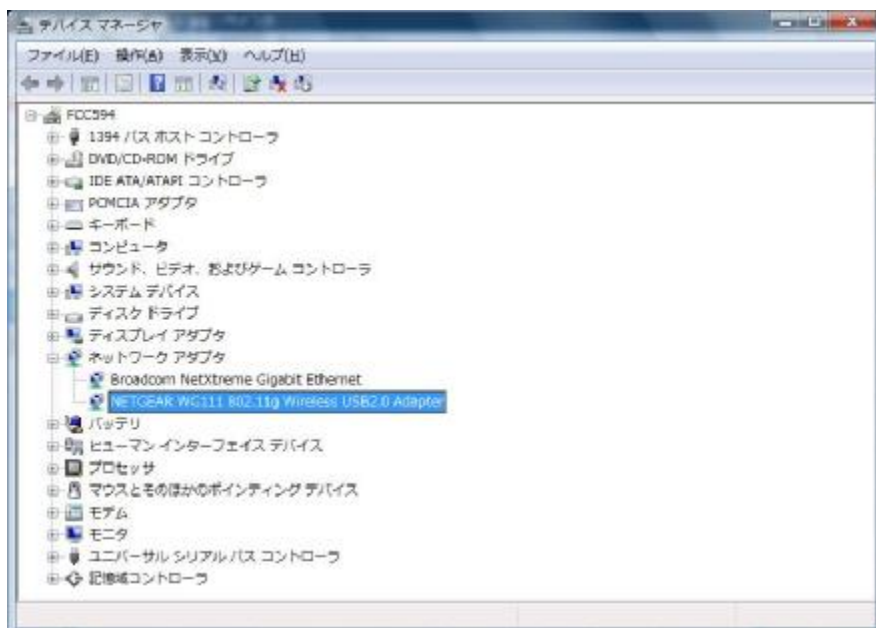 デバイス マネージャ
ファイル(F) 操作(A) 表示(V) ヘルプ(H)
FCC594
1394 バス ホスト コントローラ
DVD/CD-ROM ドライブ
IDE ATA/ATAPI コントローラ
PCMCIA アダプタ
キーボード
コンピュータ
サウンド、ビデオ、およびゲーム コントローラ
システム デバイス
ディスク ドライブ
ディスプレイ アダプタ
ネットワーク アダプタ
Broadcom NetXtreme Gigabit Ethernet
NETGEAR WG111 802.11g Wireless USB2.0 Adapter
バッテリ
ヒューマン インターフェイス デバイス
プロセッサ
マウスとそのほかのポインティング デバイス
モデム
モニタ
ユニバーサル シリアル バス コントローラ
記憶域コントローラ